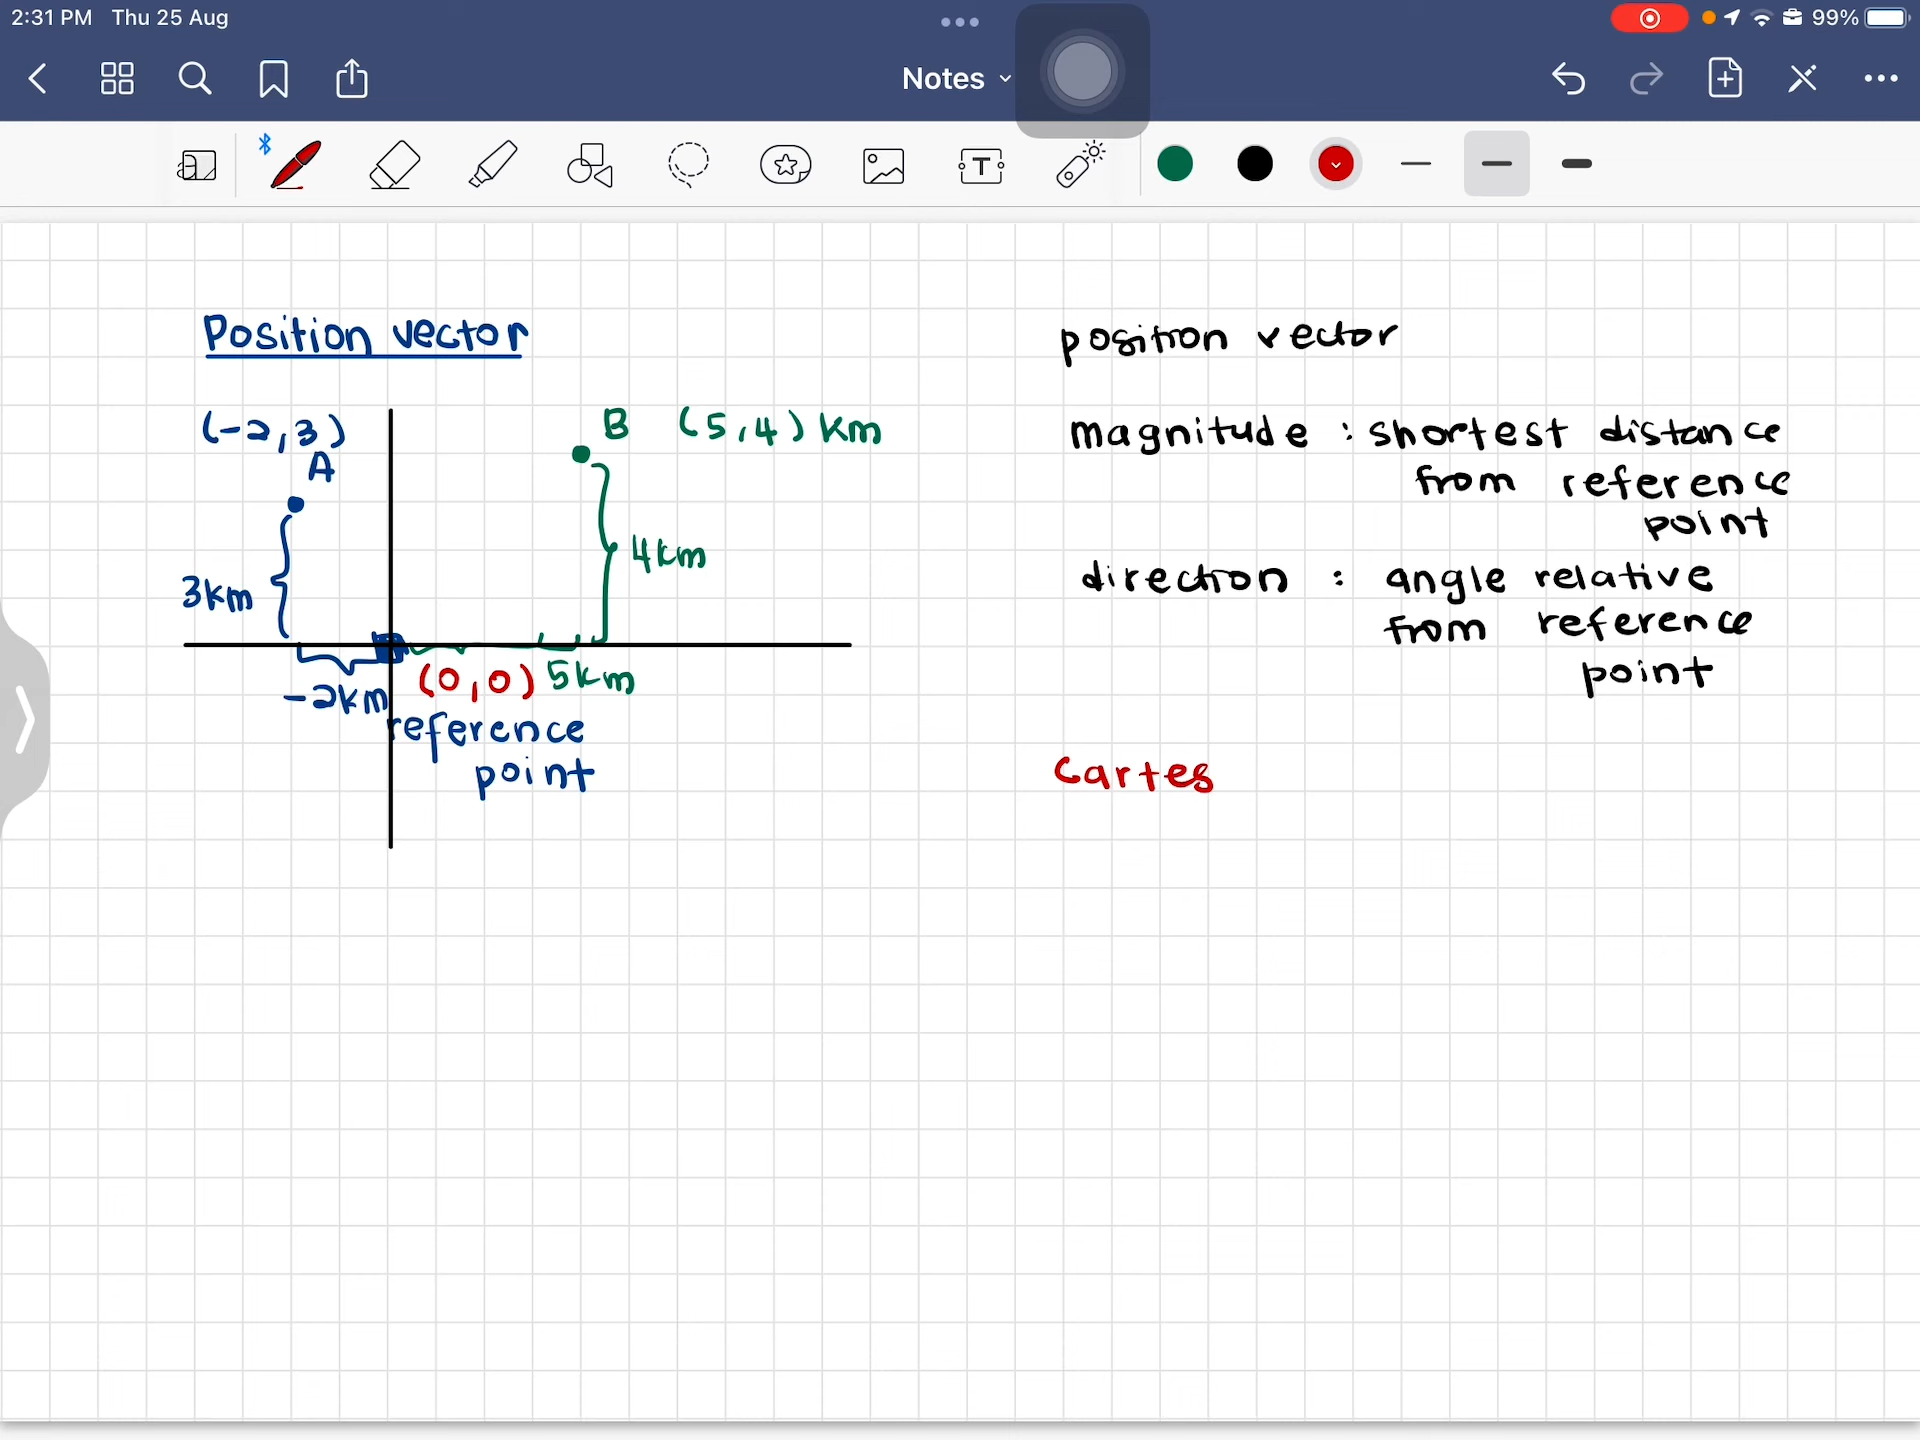 2:31 PM Thu 25 Aug
99%
Notes
T
Position vector
(-2,3)
A
B (5,4) km
3km
4km
-2km
(0,0) 5km
reference
point
position vector
magnitude : shortest distance
from reference
point
direction : angle relative
from reference
point
Cartes